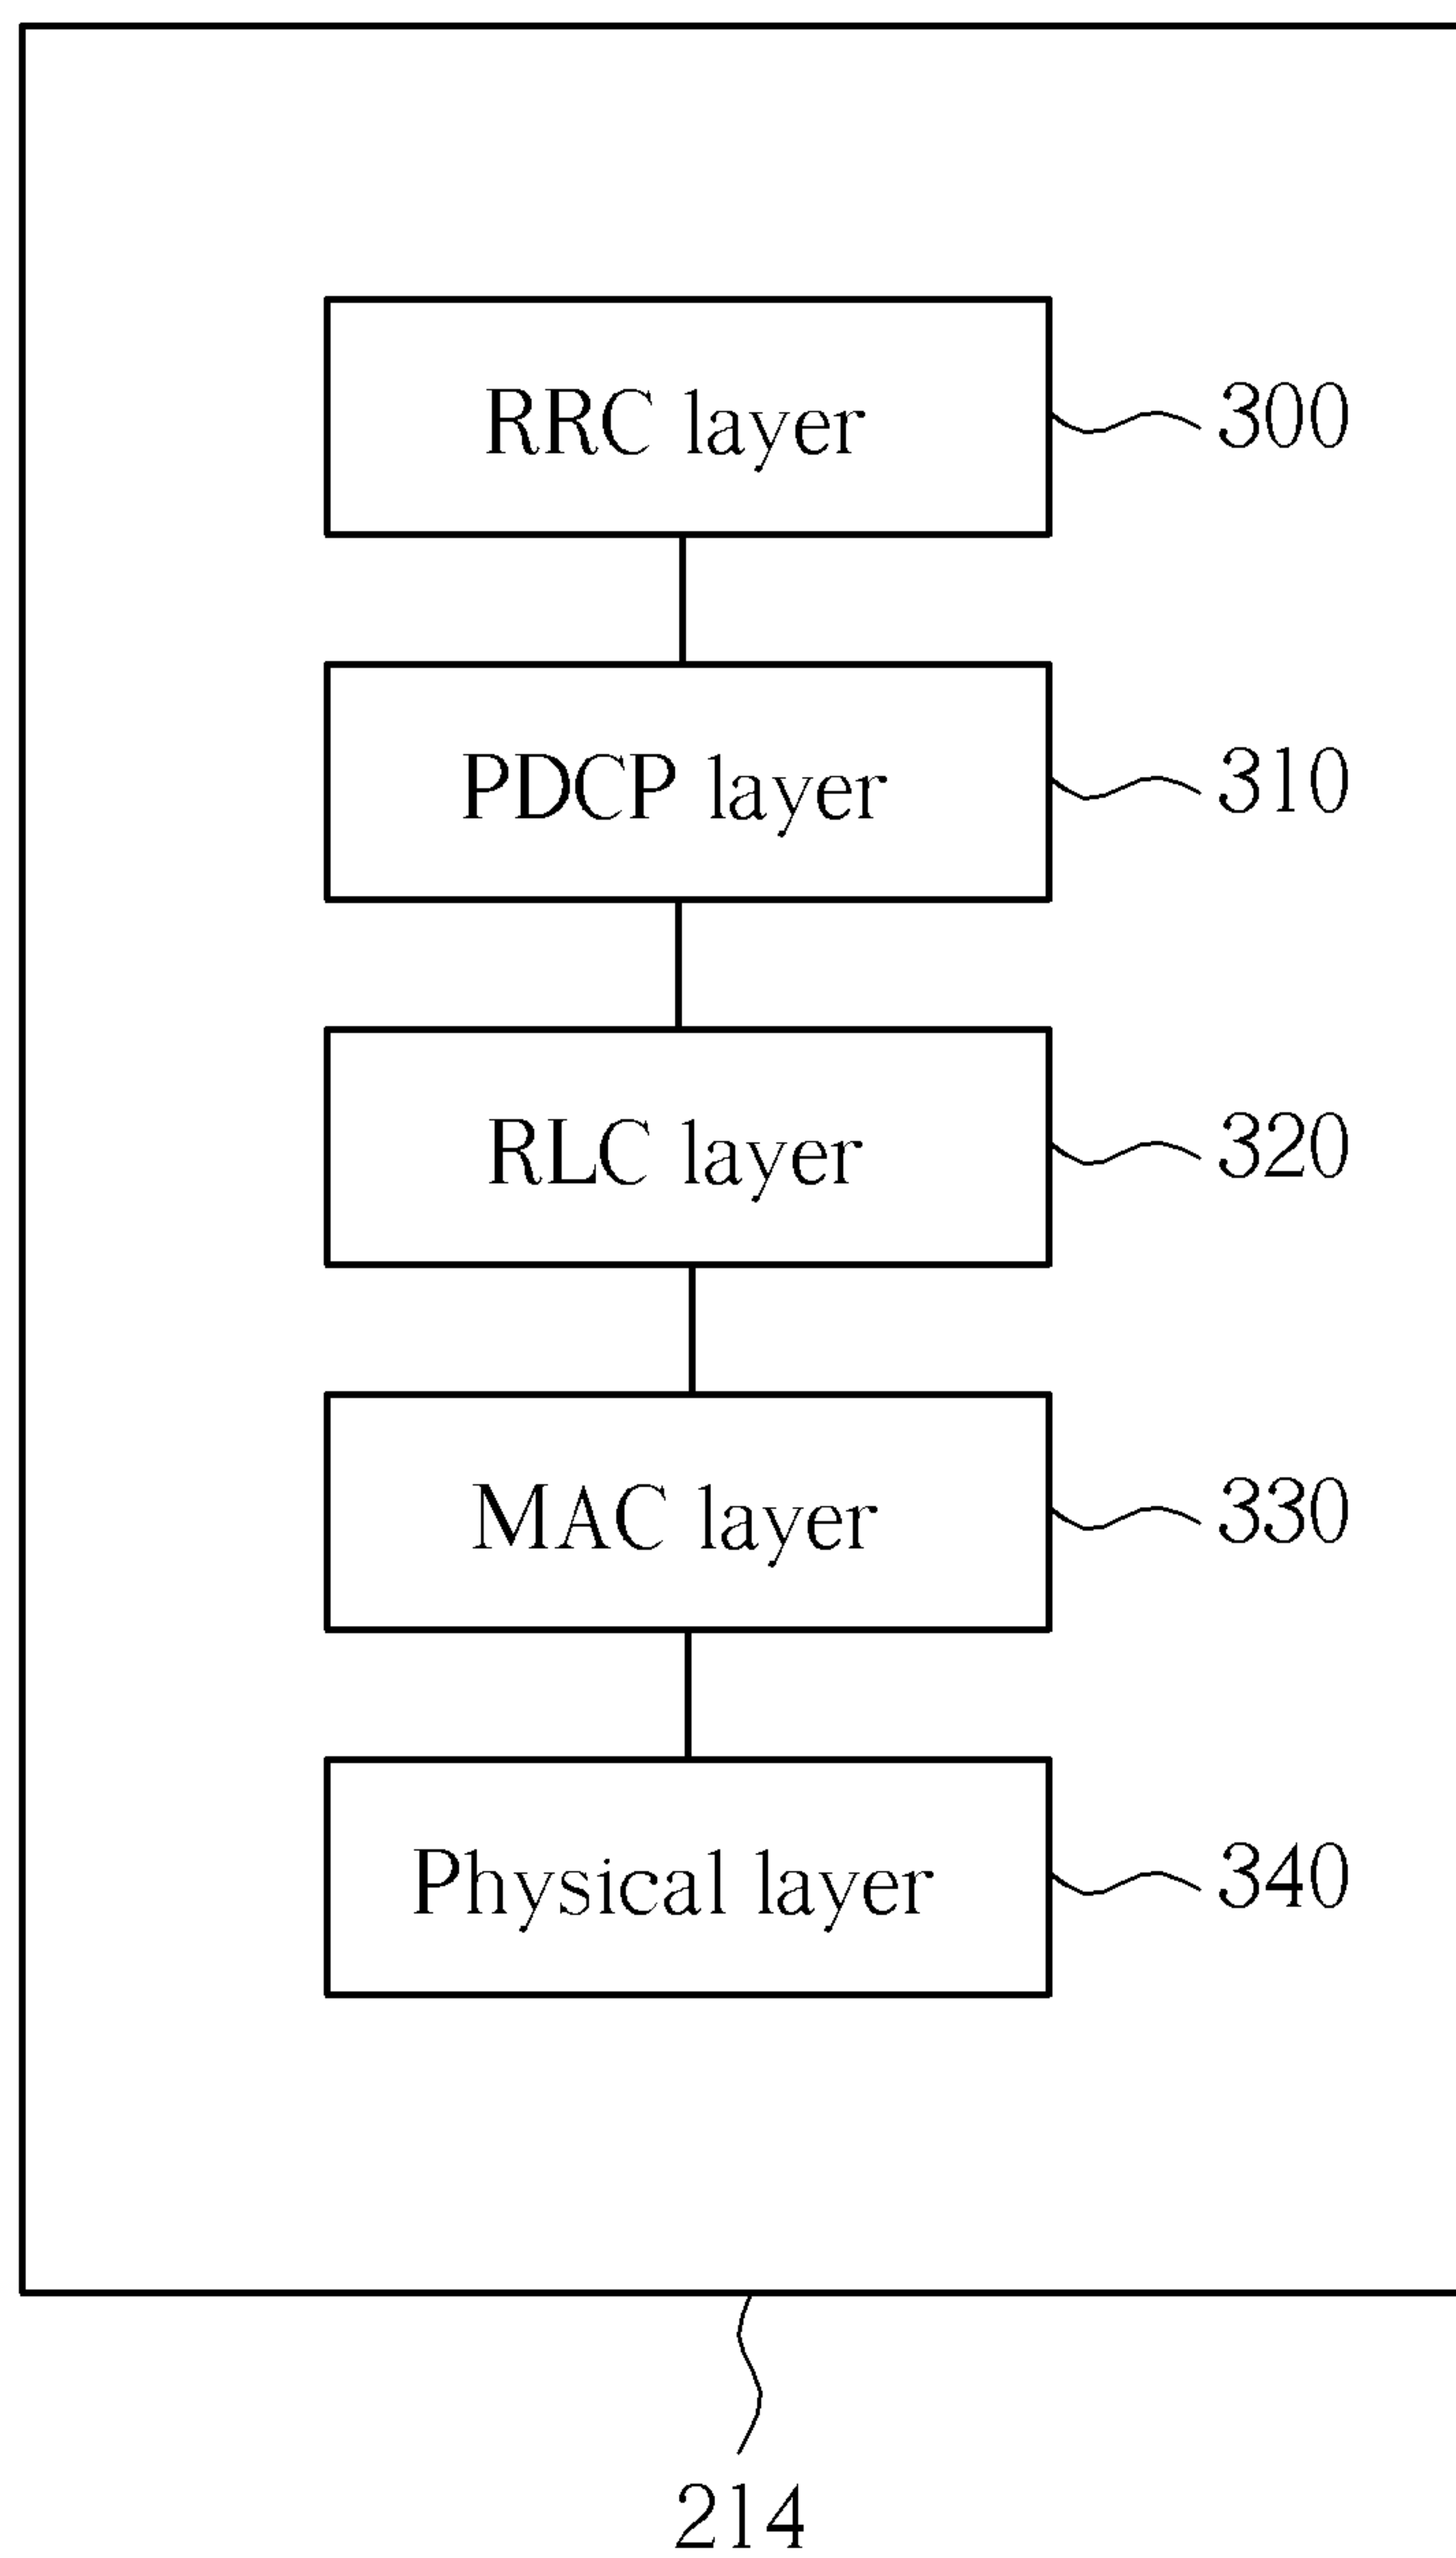 RRC layer 300
PDCP layer 310
RLC layer 320
MAC layer 330
Physical layer 340
214